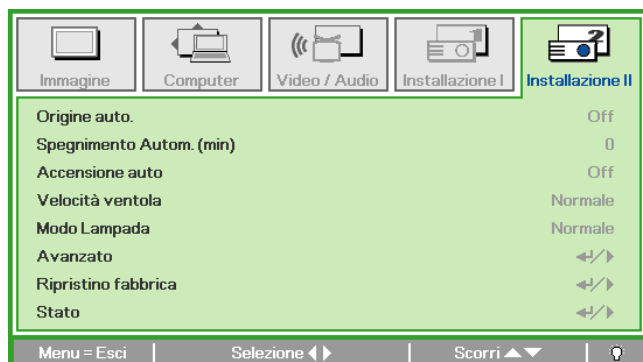 Immagine Computer Video / Audio Installazione I Installazione II
Origine auto. Off
Spegnimento Autom. (min) 0
Accensione auto Off
Velocità ventola Normale
Modo Lampada Normale
Avanzato
Ripristino fabbrica
Stato
Menu = Esci Selezione Scorri